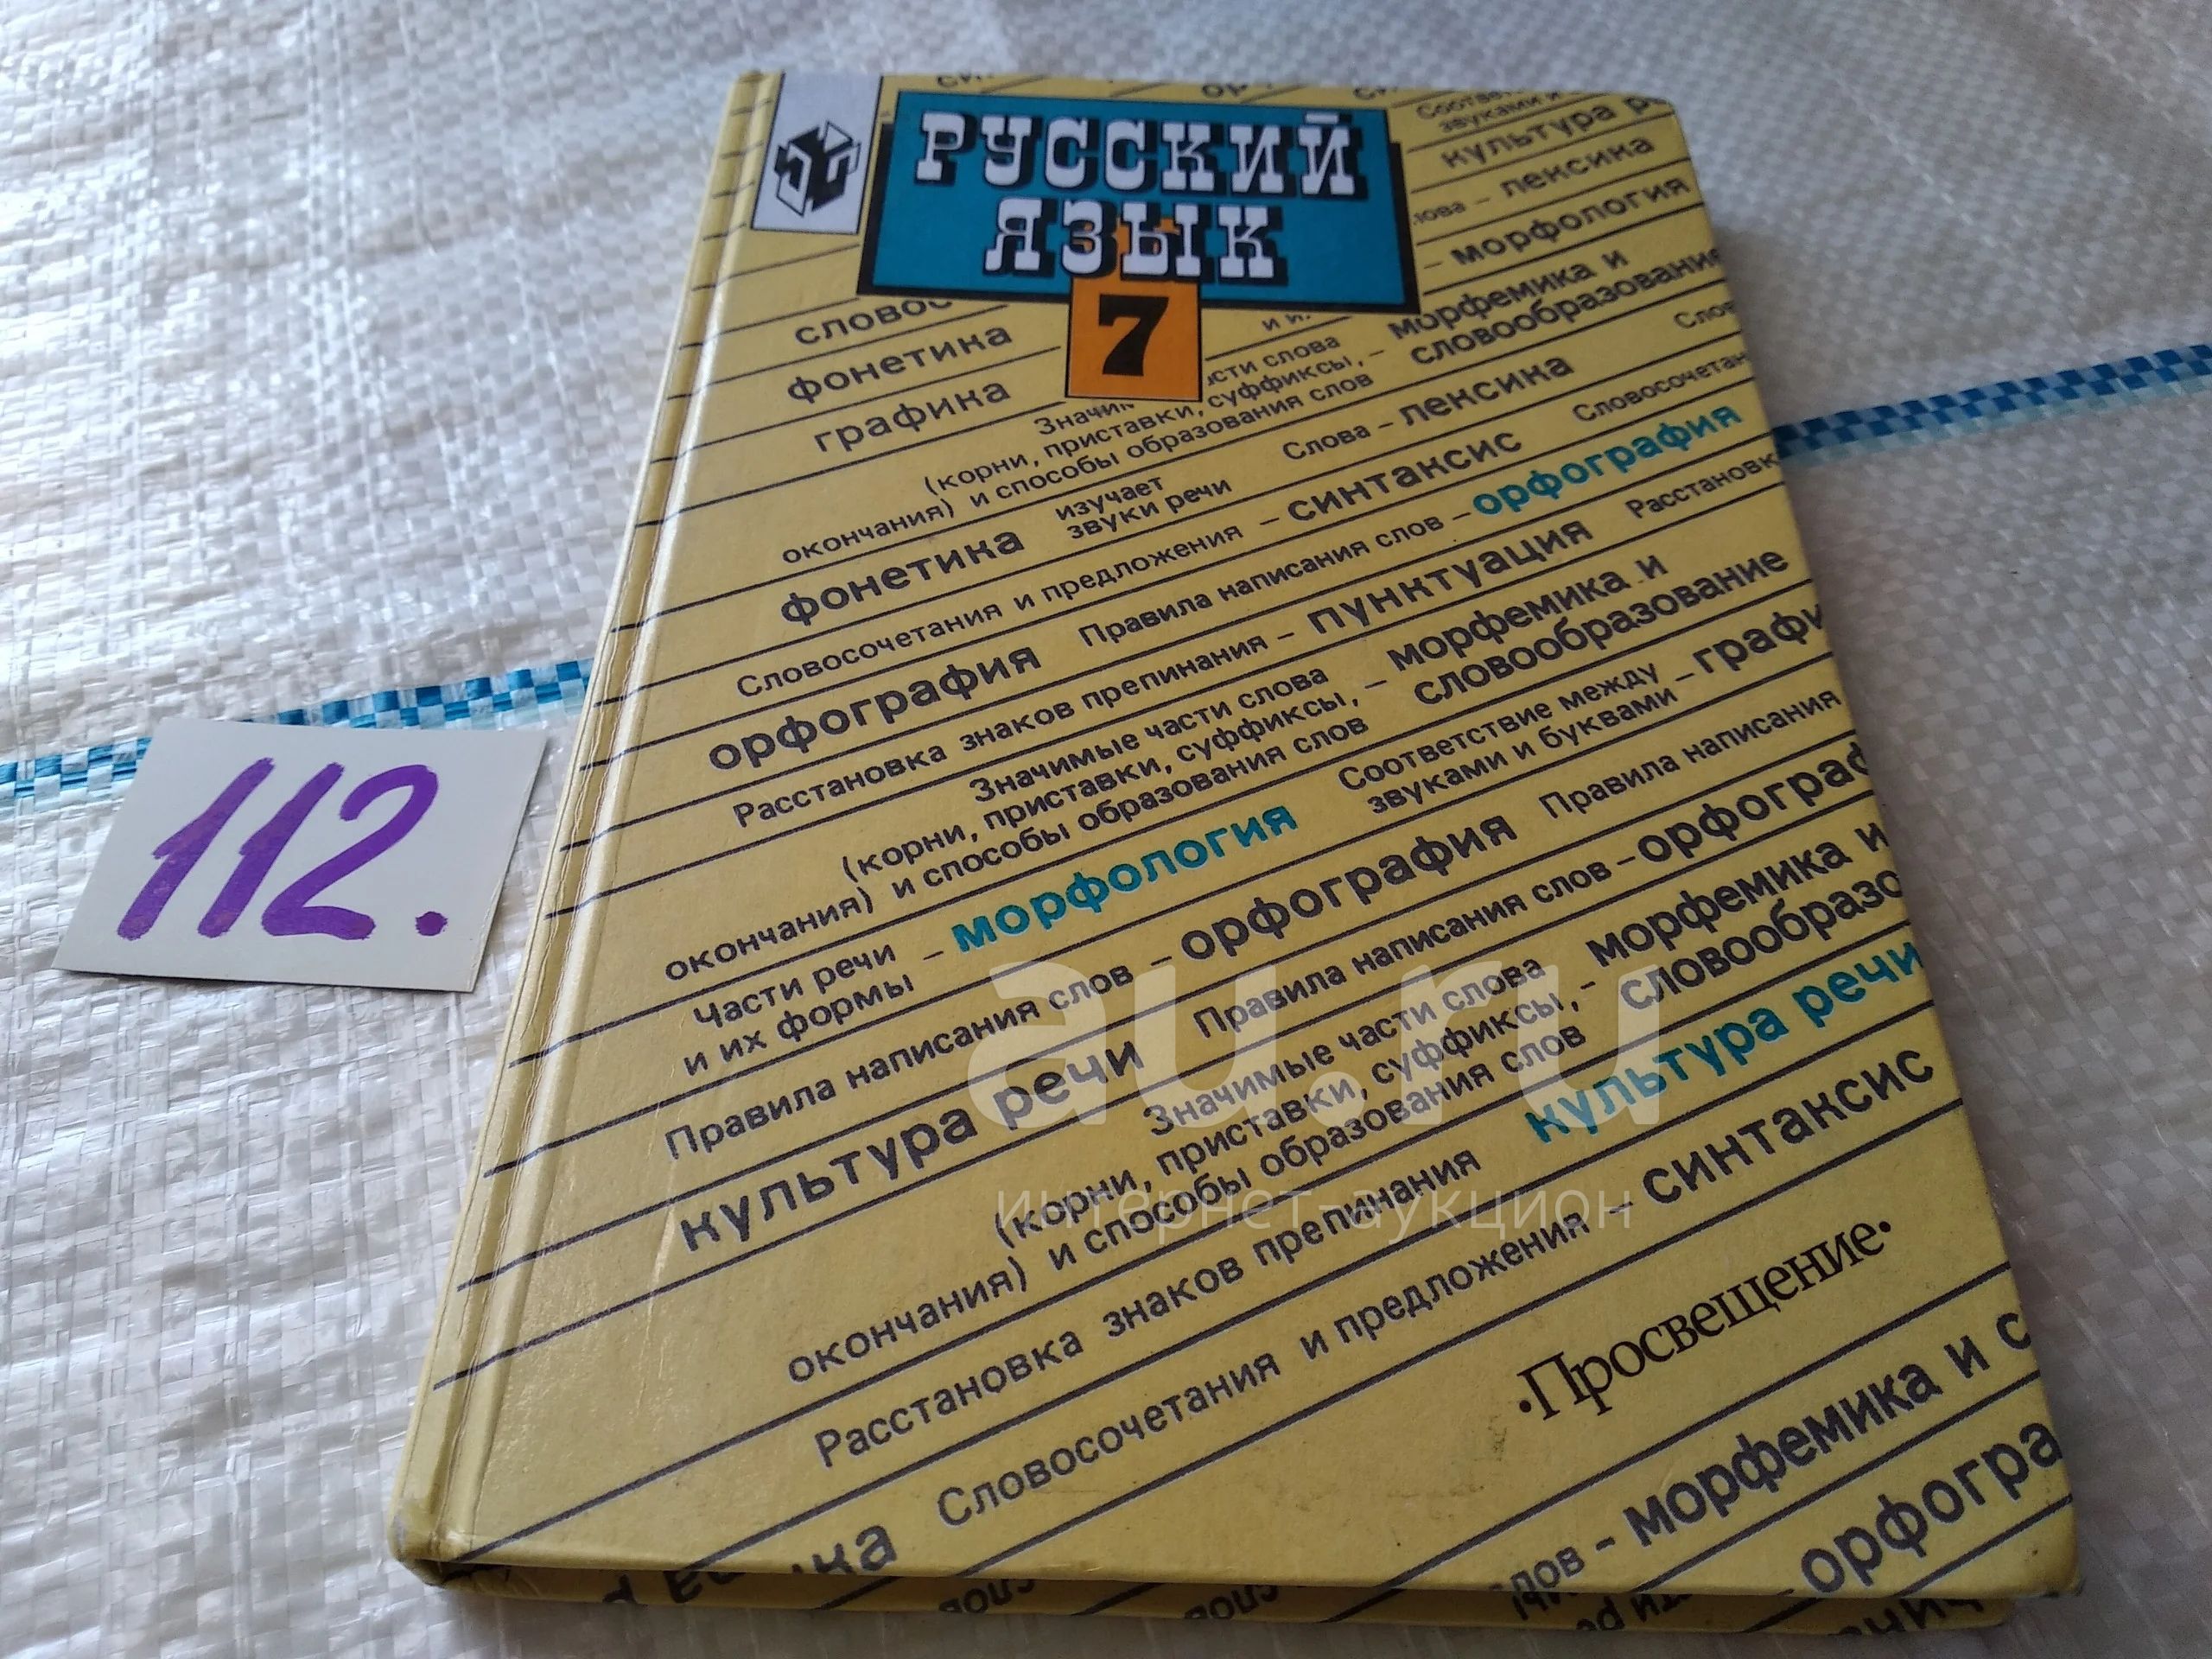 РУССКИЙ
ЯЗЫК
7
112.
культура
лексика
морфология
морфемика и
словообразование
фонетика
графика
сти слова
(корни, приставки, суффиксы, –
окончания) и способы образования слов
Слова – лексика
фонетика изучает
звуки речи
Словосочетания и предложения – синтаксис
орфография Правила написания слов – орфография
Расстановка знаков препинания – пунктуация
Значимые части слова
(корни, приставки, суффиксы, – морфемика и
окончания) и способы образования слов словообразование
Части речи
и их формы – морфология
Соответствие между
звуками и буквами –
Правила написания слов – орфография
Правила написания
культура речи Правила написания слов –
Значимые части слова
(корни, приставки, суффиксы, – морфемика и
окончания) и способы образования слов
Расстановка знаков препинания культура речи
Словосочетания и предложения – синтаксис
·Просвещение·
– морфемика и
au.ru
интернет-аукцион